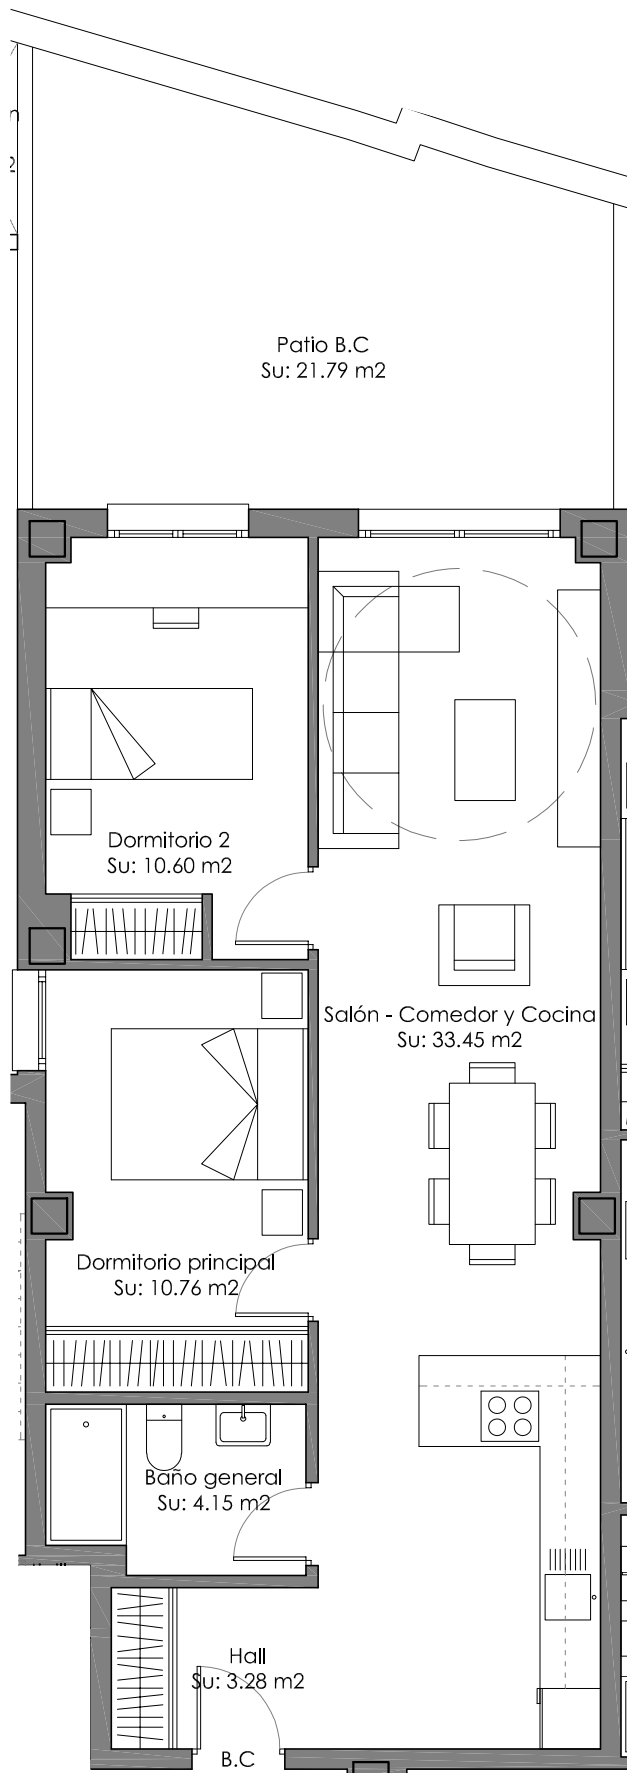 Patio B.C
Su: 21.79 m2
Dormitorio 2
Su: 10.60 m2
Salón - Comedor y Cocina
Su: 33.45 m2
Dormitorio principal
Su: 10.76 m2
Baño general
Su: 4.15 m2
Hall
Su: 3.28 m2
B.C